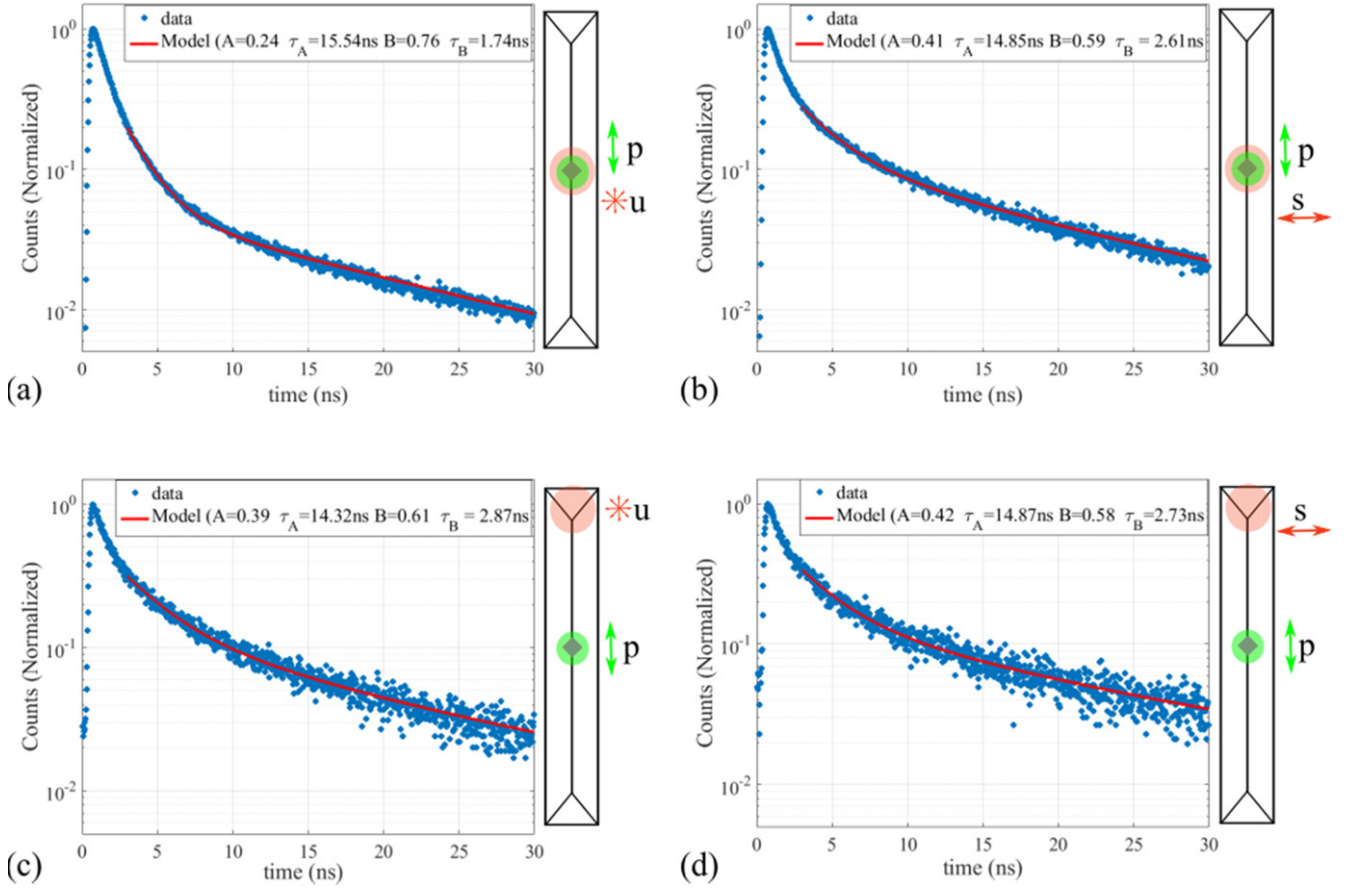 data
Model (A=0.24 τA=15.54ns B=0.76 τB=1.74ns
10^0
10^-1
10^-2
Counts (Normalized)
0 5 10 15 20 25 30
time (ns)
(a)
p
u
data
Model (A=0.41 τA=14.85ns B=0.59 τB = 2.61ns
10^0
10^-1
10^-2
Counts (Normalized)
0 5 10 15 20 25 30
time (ns)
(b)
p
s
data
Model (A=0.39 τA=14.32ns B=0.61 τB = 2.87ns
10^0
10^-1
10^-2
Counts (Normalized)
0 5 10 15 20 25 30
time (ns)
(c)
u
p
data
Model (A=0.42 τA=14.87ns B=0.58 τB=2.73ns
10^0
10^-1
10^-2
Counts (Normalized)
0 5 10 15 20 25 30
time (ns)
(d)
s
p